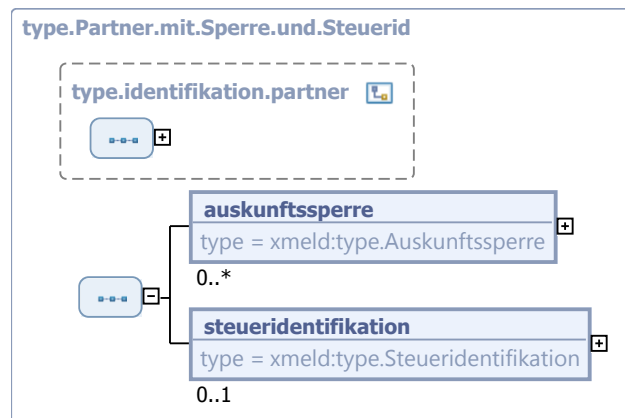 type.Partner.mit.Sperre.und.Steuerid
type.identifikation.partner
auskunftssperre
type = xmeld:type.Auskunftssperre
0..*
steueridentifikation
type = xmeld:type.Steueridentifikation
0..1